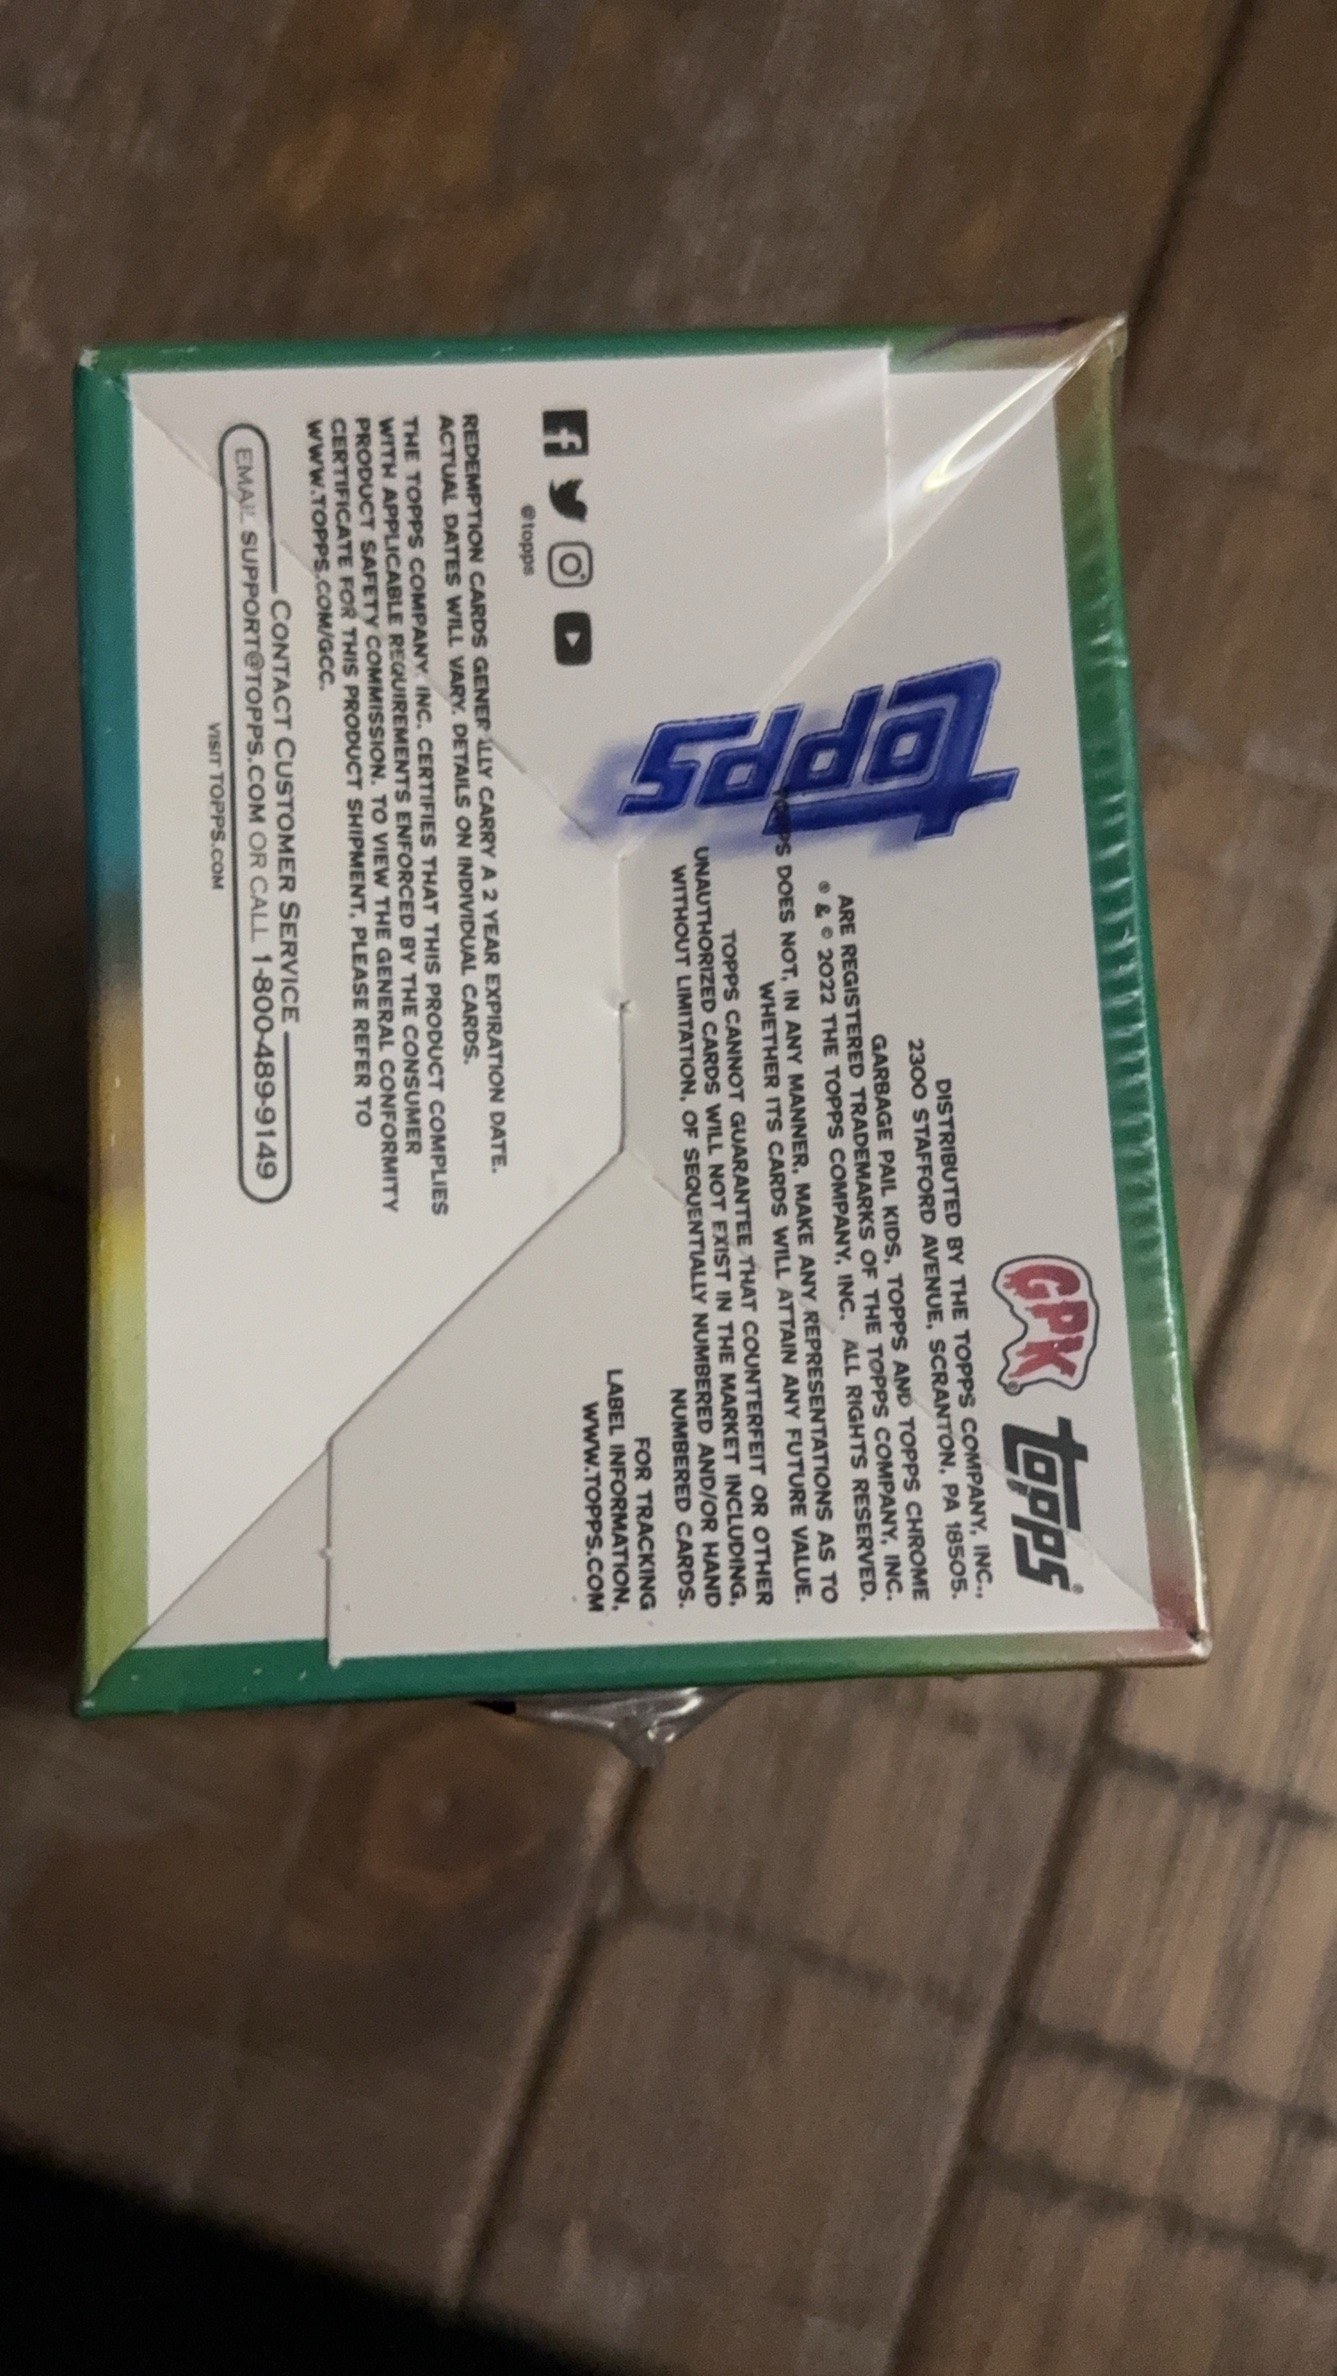 GPK® topps®
DISTRIBUTED BY THE TOPPS COMPANY, INC.,
2300 STAFFORD AVENUE, SCRANTON, PA 18505.
GARBAGE PAIL KIDS, TOPPS AND TOPPS CHROME
ARE REGISTERED TRADEMARKS OF THE TOPPS COMPANY, INC.
® & © 2022 THE TOPPS COMPANY, INC. ALL RIGHTS RESERVED.
TOPPS DOES NOT, IN ANY MANNER, MAKE ANY REPRESENTATIONS AS TO
WHETHER ITS CARDS WILL ATTAIN ANY FUTURE VALUE.
TOPPS CANNOT GUARANTEE THAT COUNTERFEIT OR OTHER
UNAUTHORIZED CARDS WILL NOT EXIST IN THE MARKET INCLUDING,
WITHOUT LIMITATION, OF SEQUENTIALLY NUMBERED AND/OR HAND
NUMBERED CARDS.
FOR TRACKING
LABEL INFORMATION,
WWW.TOPPS.COM
topps
@topps
REDEMPTION CARDS GENERALLY CARRY A 2 YEAR EXPIRATION DATE.
ACTUAL DATES WILL VARY. DETAILS ON INDIVIDUAL CARDS.
THE TOPPS COMPANY, INC. CERTIFIES THAT THIS PRODUCT COMPLIES
WITH APPLICABLE REQUIREMENTS ENFORCED BY THE CONSUMER
PRODUCT SAFETY COMMISSION. TO VIEW THE GENERAL CONFORMITY
CERTIFICATE FOR THIS PRODUCT SHIPMENT, PLEASE REFER TO
WWW.TOPPS.COM/GCC.
CONTACT CUSTOMER SERVICE
EMAIL SUPPORT@TOPPS.COM OR CALL 1-800-489-9149
VISIT TOPPS.COM